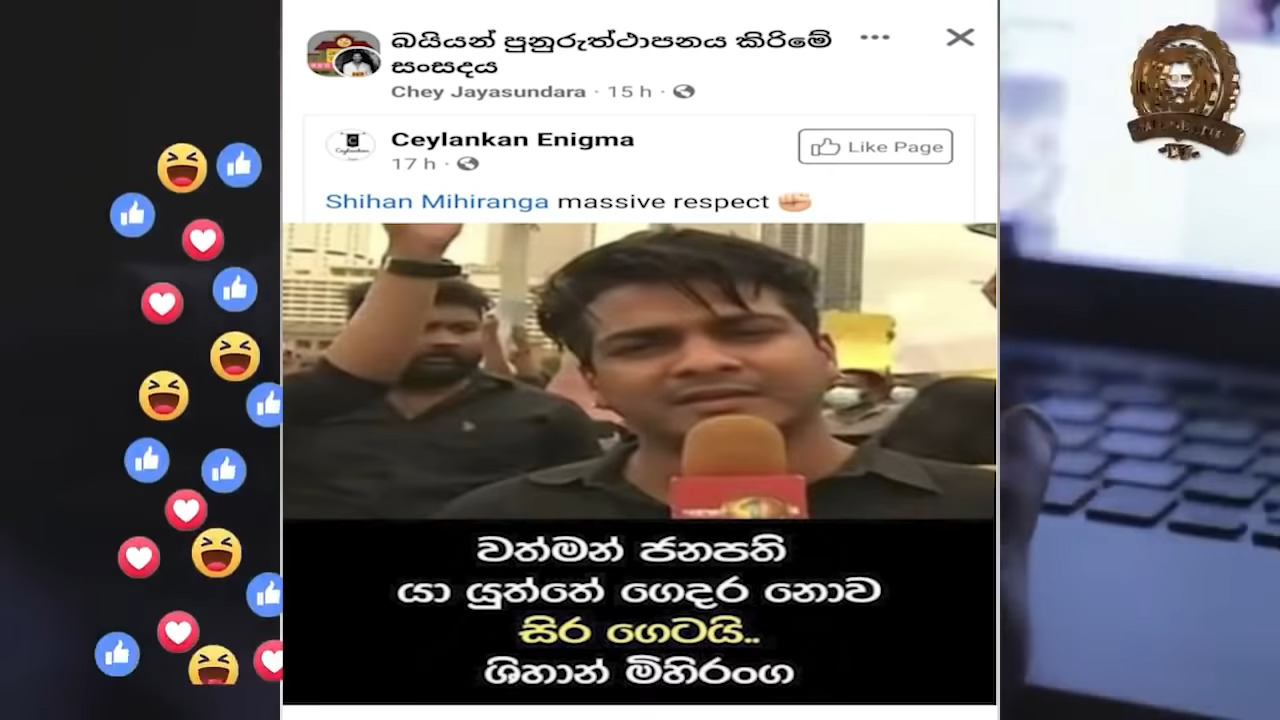 බයියන් පුනුරුත්ථාපනය කිරිමේ
සංසදය
Chey Jayasundara · 15 h ·
Ceylankan Enigma
17 h ·
Like Page
Shihan Mihiranga massive respect ✊🏼
වත්මන් ජනපති
යා යුත්තේ ගෙදර නොව
සිර ගෙටයි..
ශිහාන් මිහිරංග